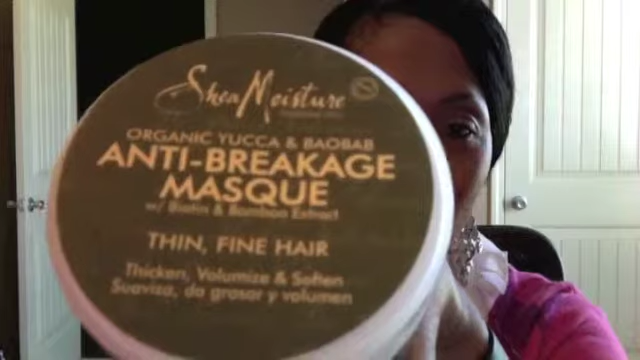 SheaMoisture
ORGANIC YUCCA & BAOBAB
ANTI-BREAKAGE
MASQUE
w/ Biotin & Bamboo Extract
THIN, FINE HAIR
Thicken, Volumize & Soften
Suaviza, da grosor y volumen